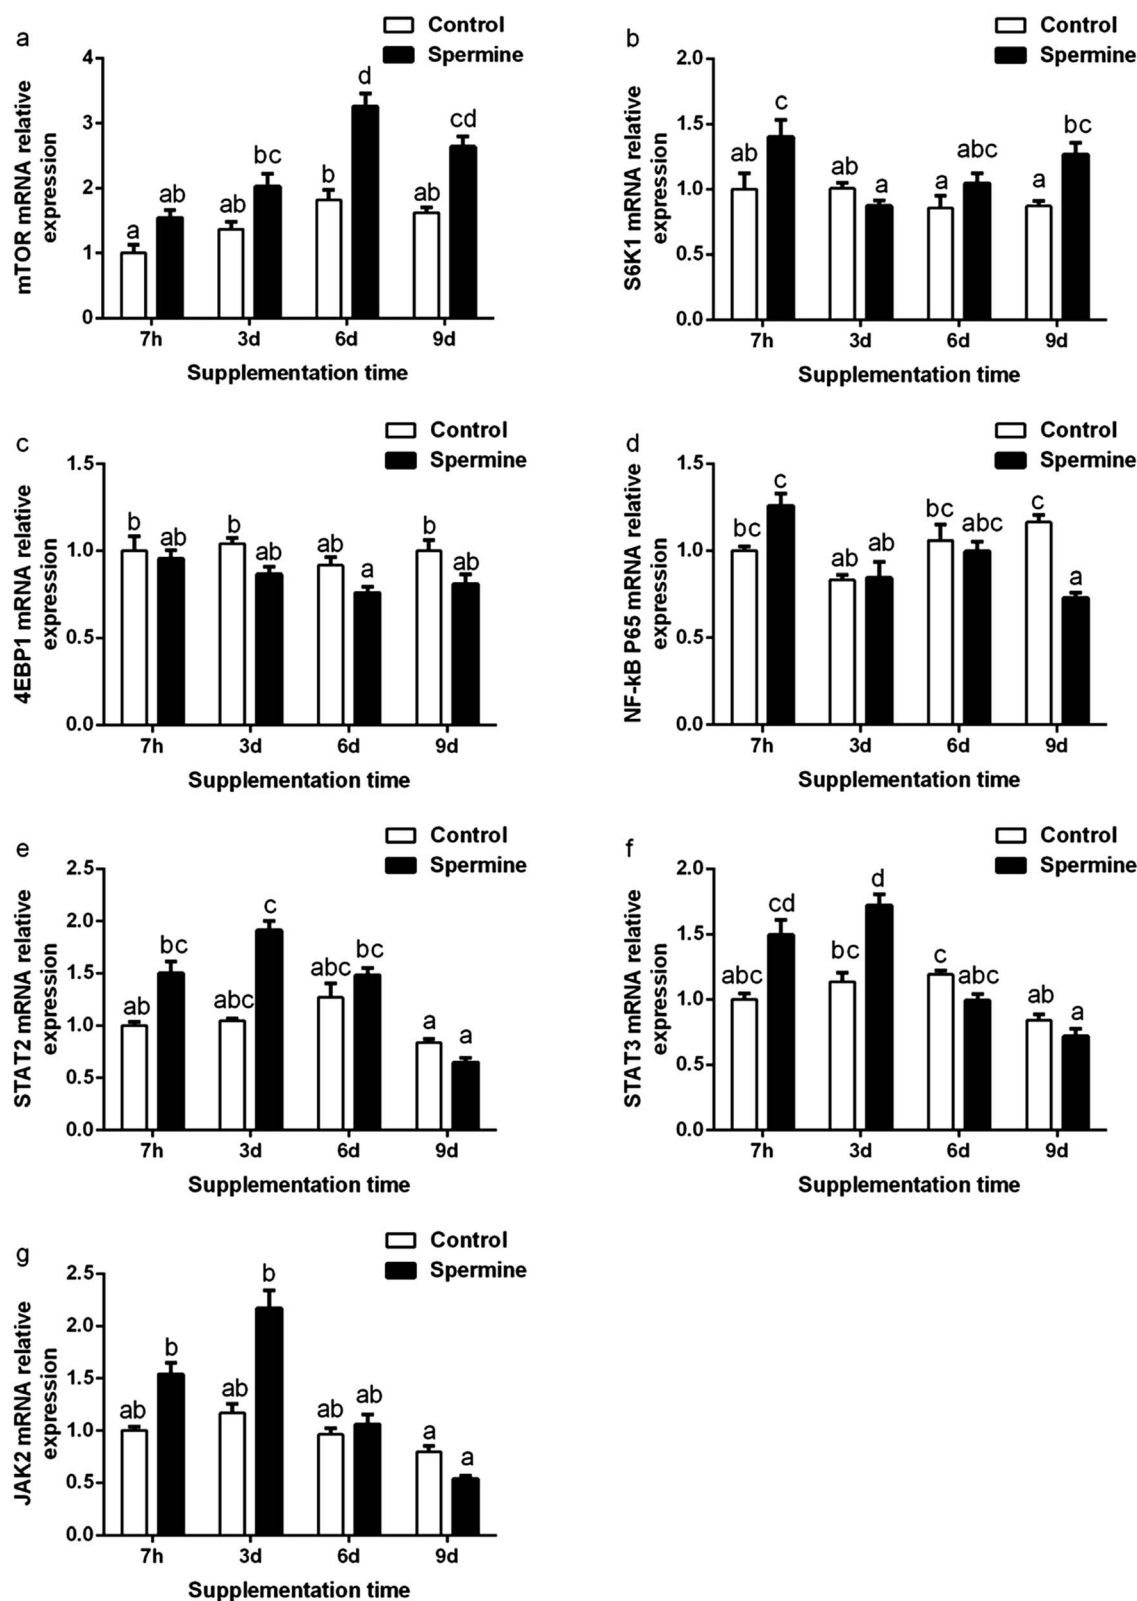 a
Control
Spermine
mTOR mRNA relative
expression
4
3
2
1
0
a
ab
ab
bc
b
d
ab
cd
7h 3d 6d 9d
Supplementation time
b
Control
Spermine
S6K1 mRNA relative
expression
2.0
1.5
1.0
0.5
0.0
ab
c
ab
a
a
abc
a
bc
7h 3d 6d 9d
Supplementation time
c
Control
Spermine
4EBP1 mRNA relative
expression
1.5
1.0
0.5
0.0
b
ab
b
ab
ab
a
b
ab
7h 3d 6d 9d
Supplementation time
d
Control
Spermine
NF-kB P65 mRNA relative
expression
1.5
1.0
0.5
0.0
bc
c
ab
ab
bc
abc
c
a
7h 3d 6d 9d
Supplementation time
e
Control
Spermine
STAT2 mRNA relative
expression
2.5
2.0
1.5
1.0
0.5
0.0
ab
bc
abc
c
abc
bc
a
a
7h 3d 6d 9d
Supplementation time
f
Control
Spermine
STAT3 mRNA relative
expression
2.0
1.5
1.0
0.5
0.0
abc
cd
bc
d
c
abc
ab
a
7h 3d 6d 9d
Supplementation time
g
Control
Spermine
JAK2 mRNA relative
expression
2.5
2.0
1.5
1.0
0.5
0.0
ab
b
ab
b
ab
ab
a
a
7h 3d 6d 9d
Supplementation time